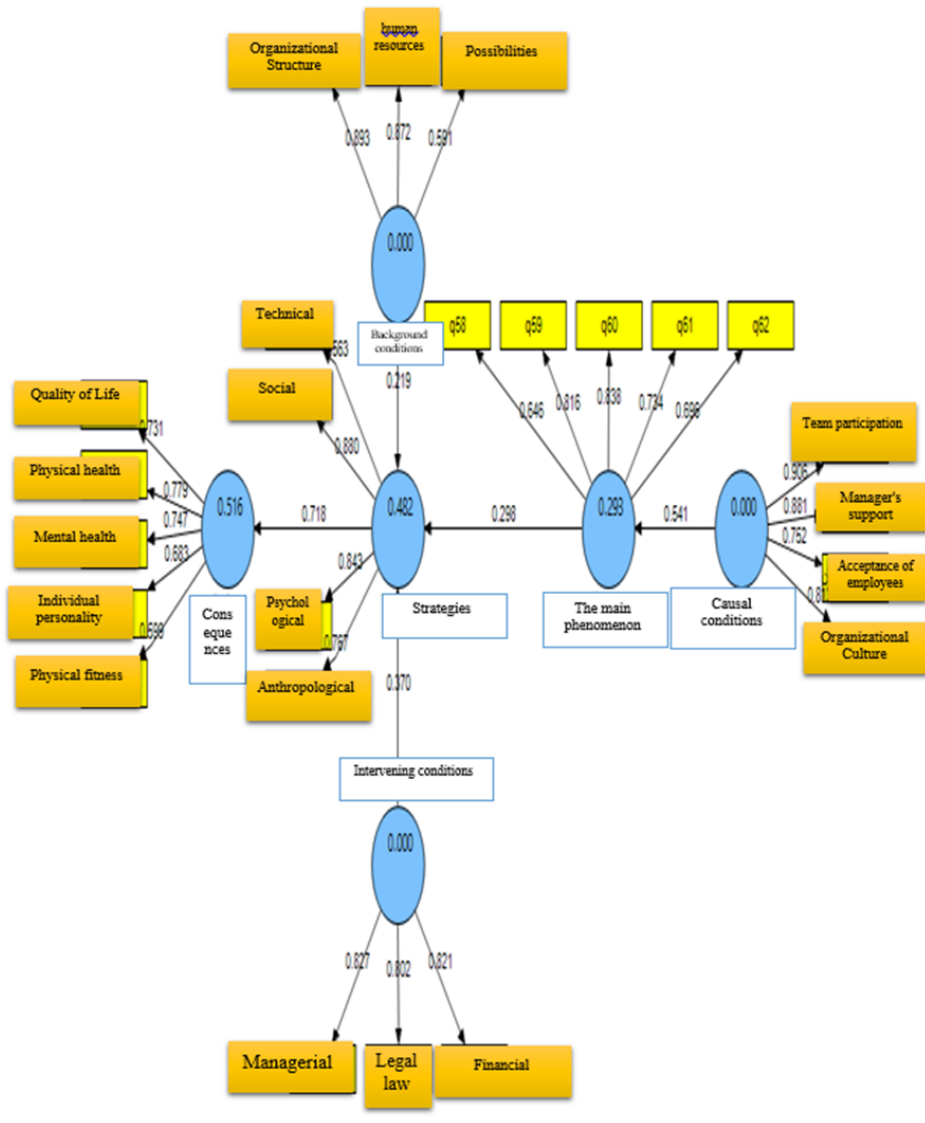 Organizational
Structure
human
resources
Possibilities
0.893
0.872
0.591
0.000
Background
conditions
0.219
Technical
Social
0.880
q58
q59
q60
q61
q62
0.646
0.816
0.838
0.734
Quality of Life
Physical health
Mental health
Individual
personality
Physical fitness
0.779
0.747
0.683
0.516
0.718
0.482
0.298
0.293
0.541
0.000
Team participation
Manager's
support
Acceptance of
employees
Organizational
Culture
0.906
0.881
0.752
Cons
eque
nces
Strategies
The main
phenomenon
Causal
conditions
0.843
Psychol
ogical
0.767
Anthropological
0.370
Intervening conditions
0.000
0.827
0.802
0.821
Managerial
Legal
law
Financial